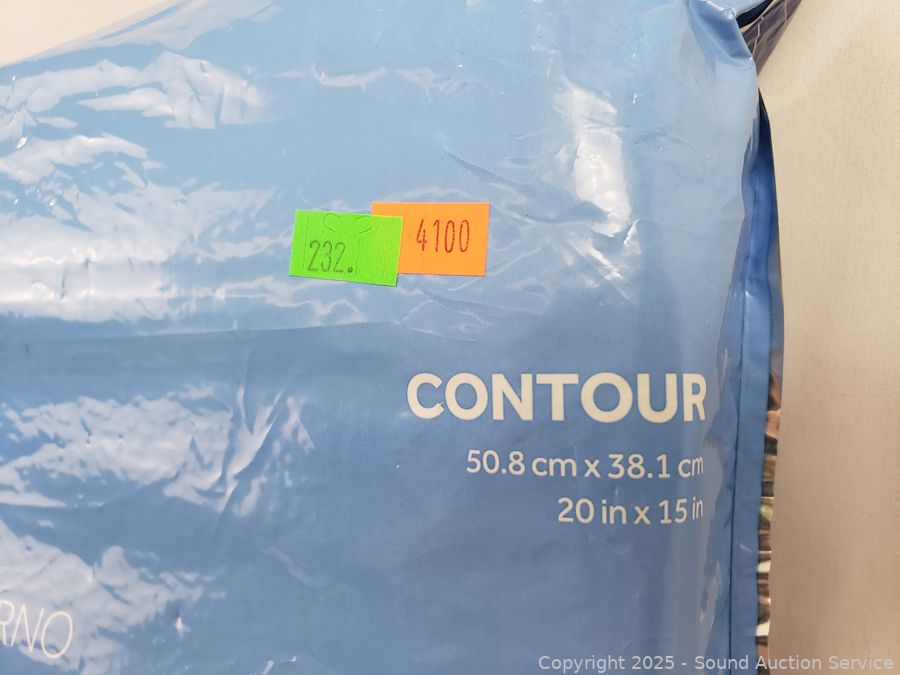 232.
4100
CONTOUR
50.8 cm x 38.1 cm
20 in x 15 in
RNO
Copyright 2025 - Sound Auction Service